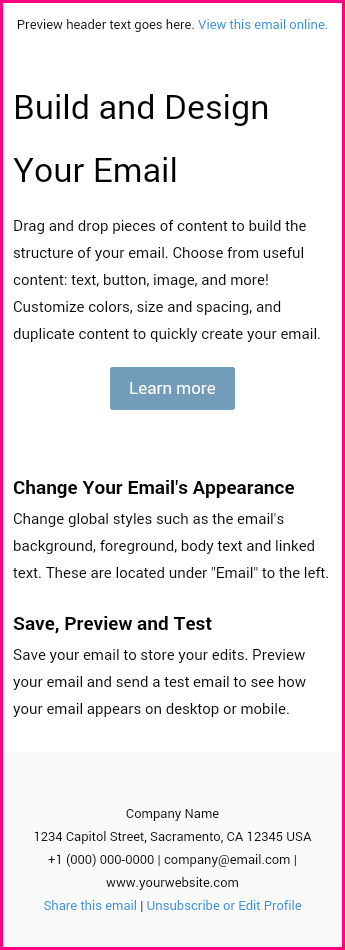 Preview header text goes here. View this email online.
Build and Design
Your Email
Drag and drop pieces of content to build the
structure of your email. Choose from useful
content: text, button, image, and more!
Customize colors, size and spacing, and
duplicate content to quickly create your email.
Learn more
Change Your Email's Appearance
Change global styles such as the email's
background, foreground, body text and linked
text. These are located under "Email" to the left.
Save, Preview and Test
Save your email to store your edits. Preview
your email and send a test email to see how
your email appears on desktop or mobile.
Company Name
1234 Capitol Street, Sacramento, CA 12345 USA
+1 (000) 000-0000 | company@email.com |
www.yourwebsite.com
Share this email | Unsubscribe or Edit Profile